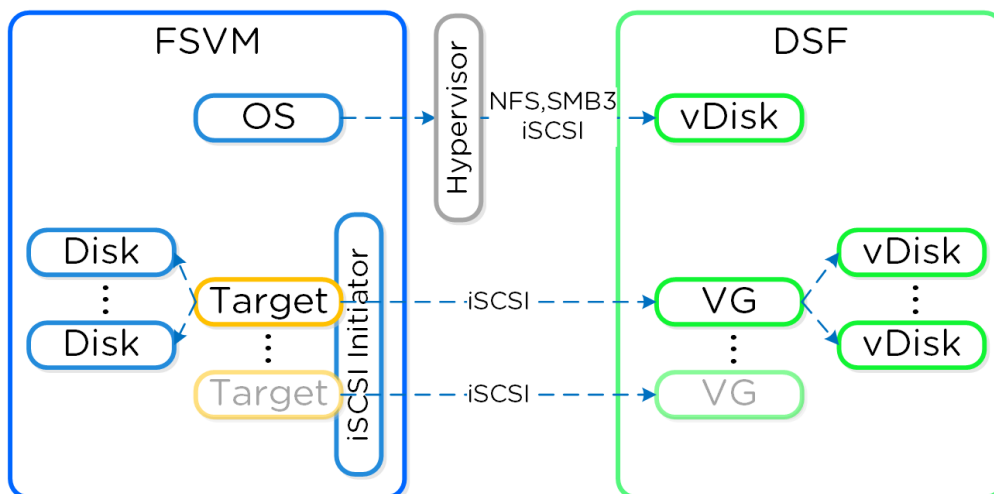 FSVM
DSF
OS
Hypervisor
NFS,SMB3
iSCSI
vDisk
Disk
Disk
Target
Target
iSCSI Initiator
iSCSI
iSCSI
VG
VG
vDisk
vDisk